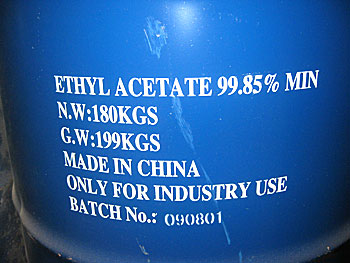 ETHYL ACETATE 99.85% MIN
N.W:180KGS
G.W:199KGS
MADE IN CHINA
ONLY FOR INDUSTRY USE
BATCH No.: 090801